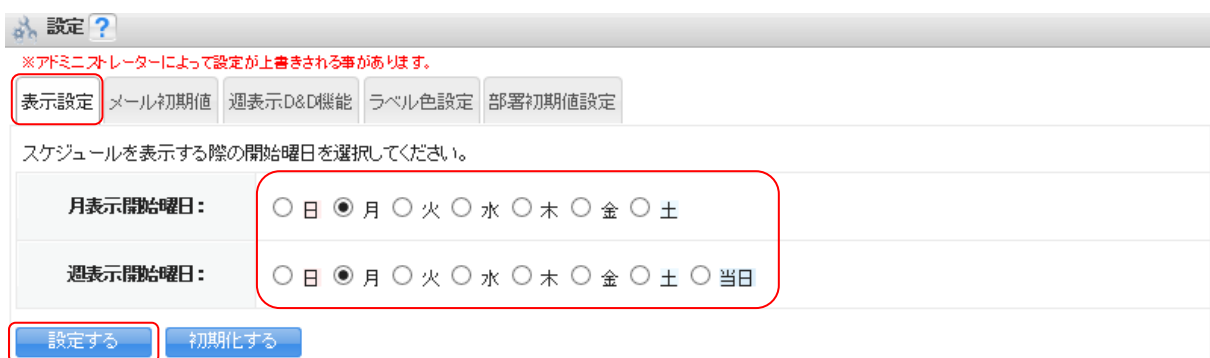 設定 ?
※アドミニストレーターによって設定が上書きされる事があります。
表示設定 メール初期値 週表示D&D機能 ラベル色設定 部署初期値設定
スケジュールを表示する際の開始曜日を選択してください。
月表示開始曜日： 日 月 火 水 木 金 土
週表示開始曜日： 日 月 火 水 木 金 土 当日
設定する 初期化する